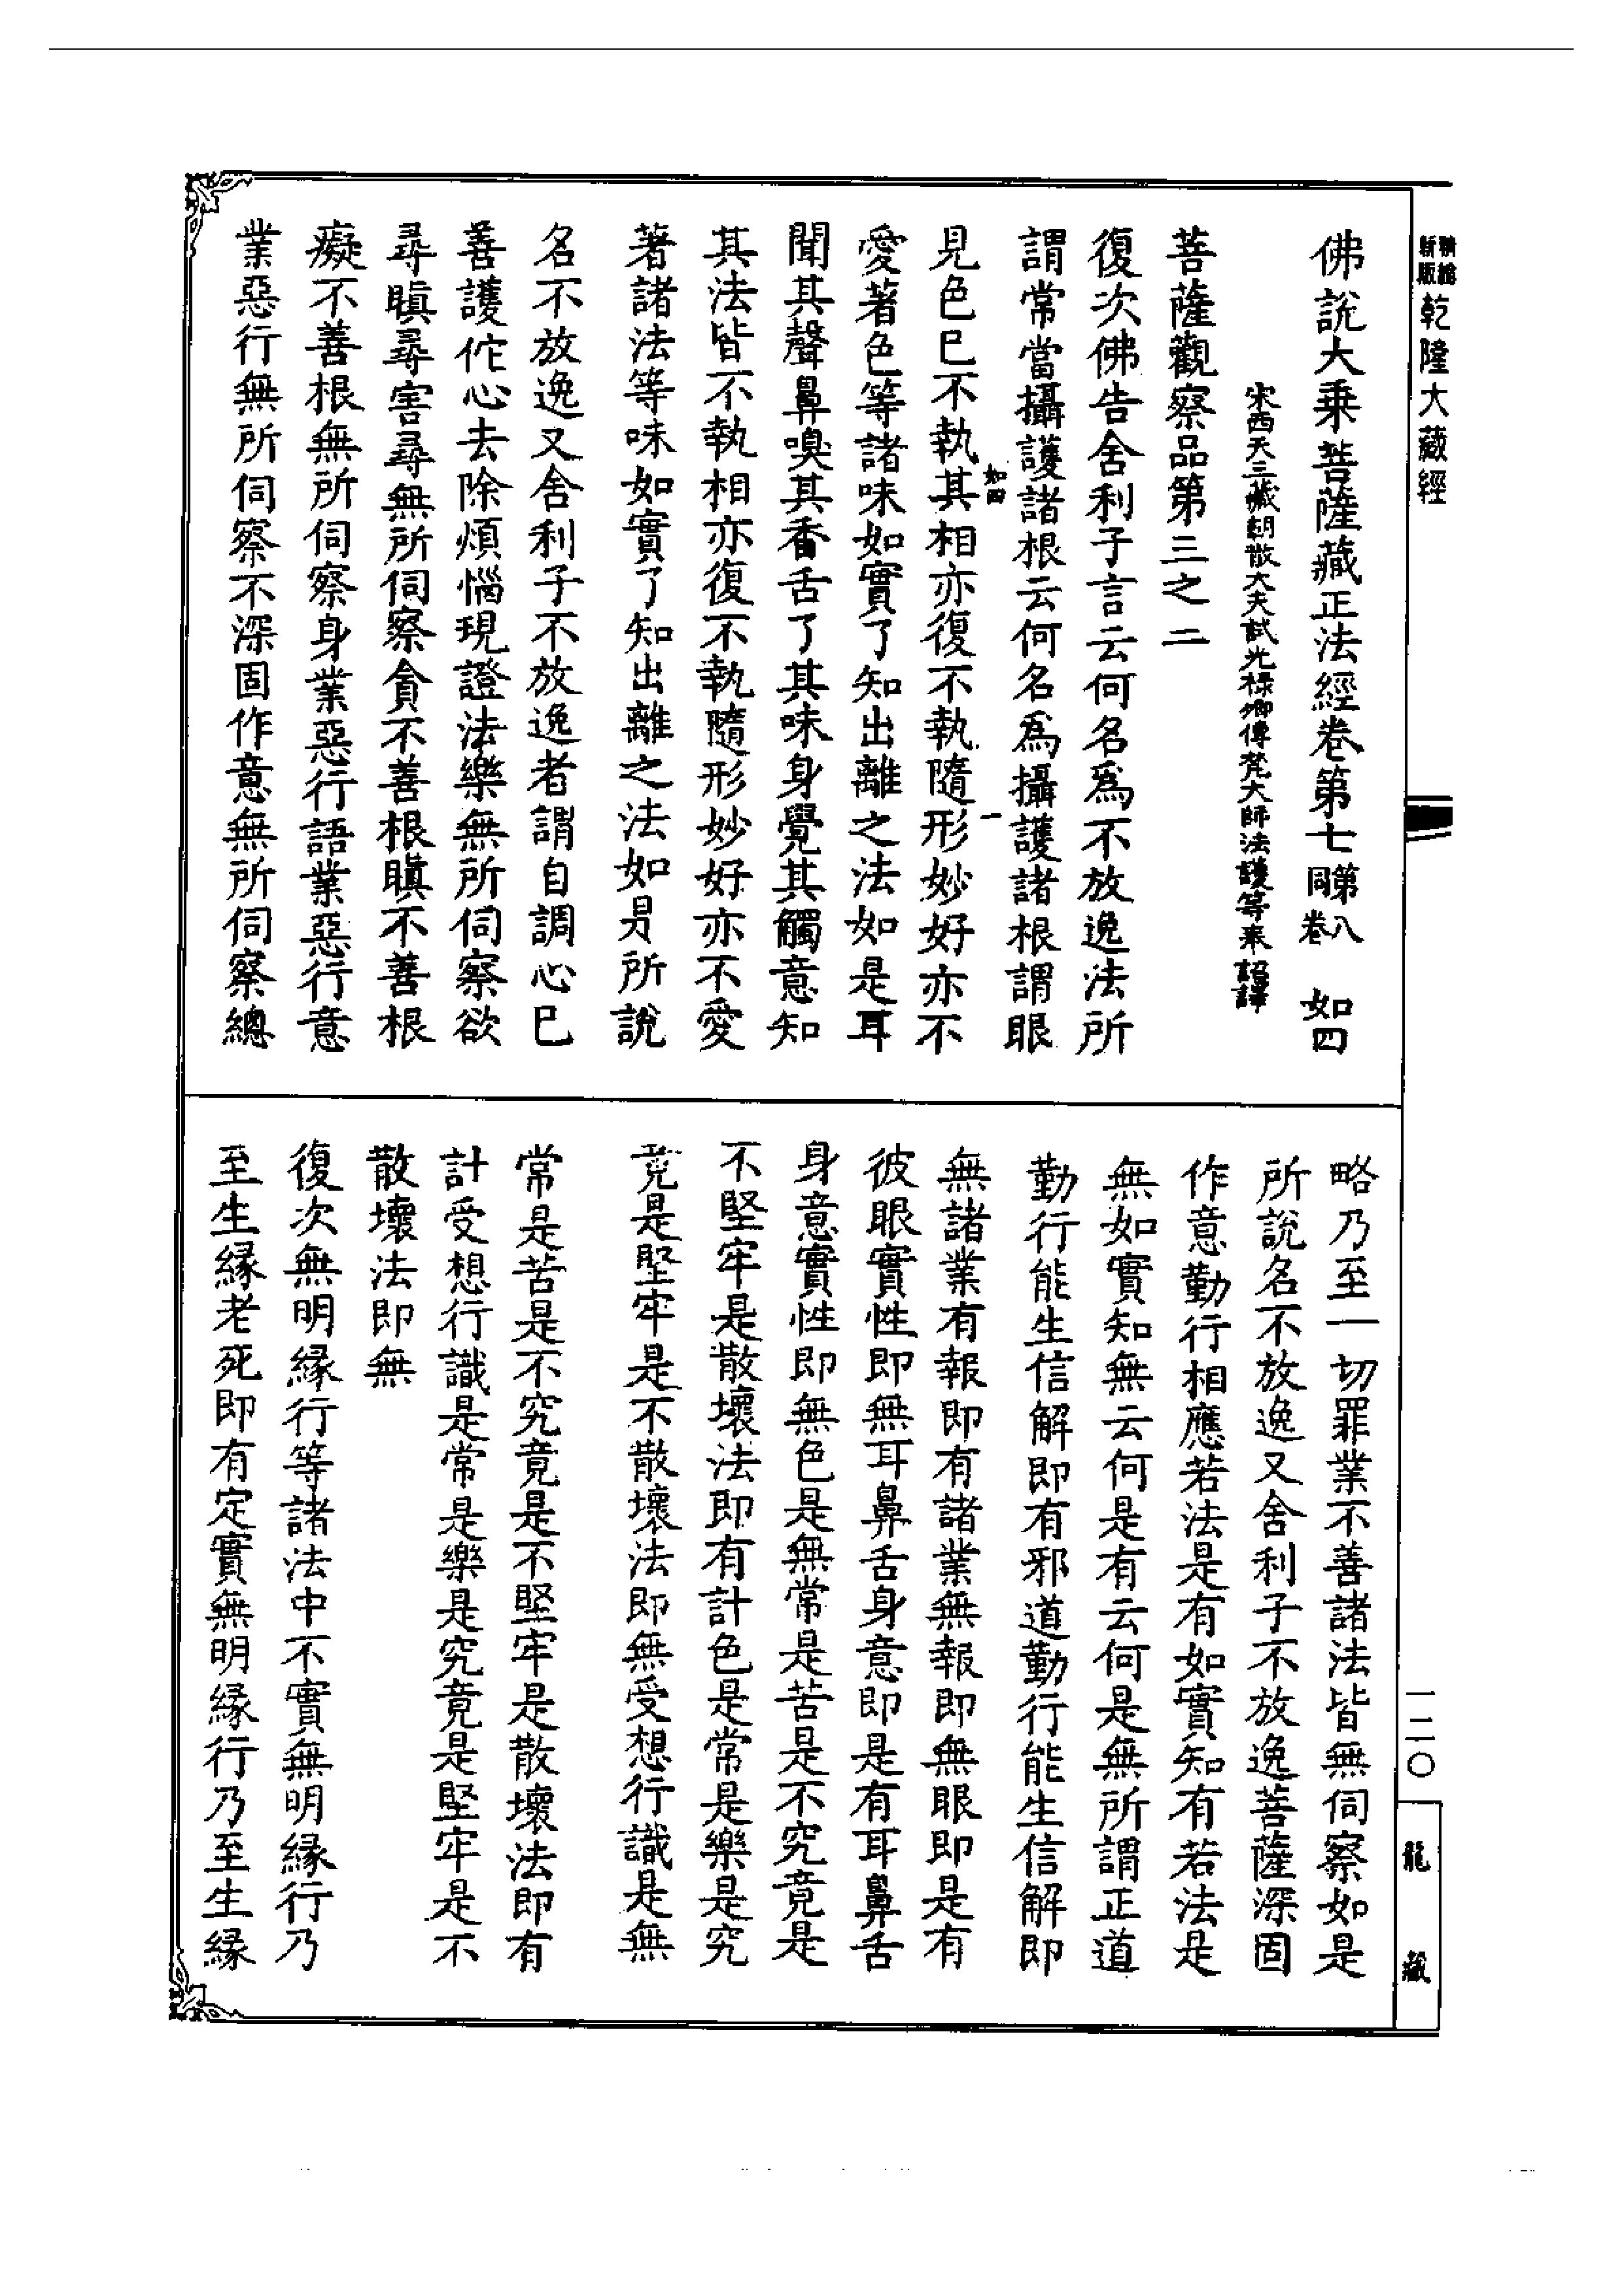 新版
精縮
乾隆大藏經
佛說大乘菩薩藏正法經卷第七 第八同卷 如四
宋西天三藏朝散大夫試光祿卿傳梵大師法護等奉詔譯
菩薩觀察品第三之二
復次佛告舍利子言云何名爲不放逸法所
謂常當攝護諸根云何名爲攝護諸根謂眼
如四 一
見色巳不執其相亦復不執隨形妙好亦不
愛著色等諸味如實了知出離之法如是耳
聞其聲鼻嗅其香舌了其味身覺其觸意知
其法皆不執相亦復不執隨形妙好亦不愛
著諸法等味如實了知出離之法如是所說
名不放逸又舍利子不放逸者謂自調心巳
善護佗心去除煩惱現證法樂無所伺察欲
尋瞋尋害尋無所伺察貪不善根瞋不善根
癡不善根無所伺察身業惡行語業惡行意
業惡行無所伺察不深固作意無所伺察總
略乃至一切罪業不善諸法皆無伺察如是
所說名不放逸又舍利子不放逸菩薩深固
作意勤行相應若法是有如實知有若法是
無如實知無云何是有云何是無所謂正道
勤行能生信解即有邪道勤行能生信解即
無諸業有報即有諸業無報即無眼即是有
彼眼實性即無耳鼻舌身意即是有耳鼻舌
身意實性即無色是無常是苦是不究竟是
不堅牢是散壞法即有計色是常是樂是究
竟是堅牢是不散壞法即無受想行識是無
常是苦是不究竟是不堅牢是散壞法即有
計受想行識是常是樂是究竟是堅牢是不
散壞法即無
復次無明緣行等諸法中不實無明緣行乃
至生緣老死即有定實無明緣行乃至生緣
一二〇
龍藏